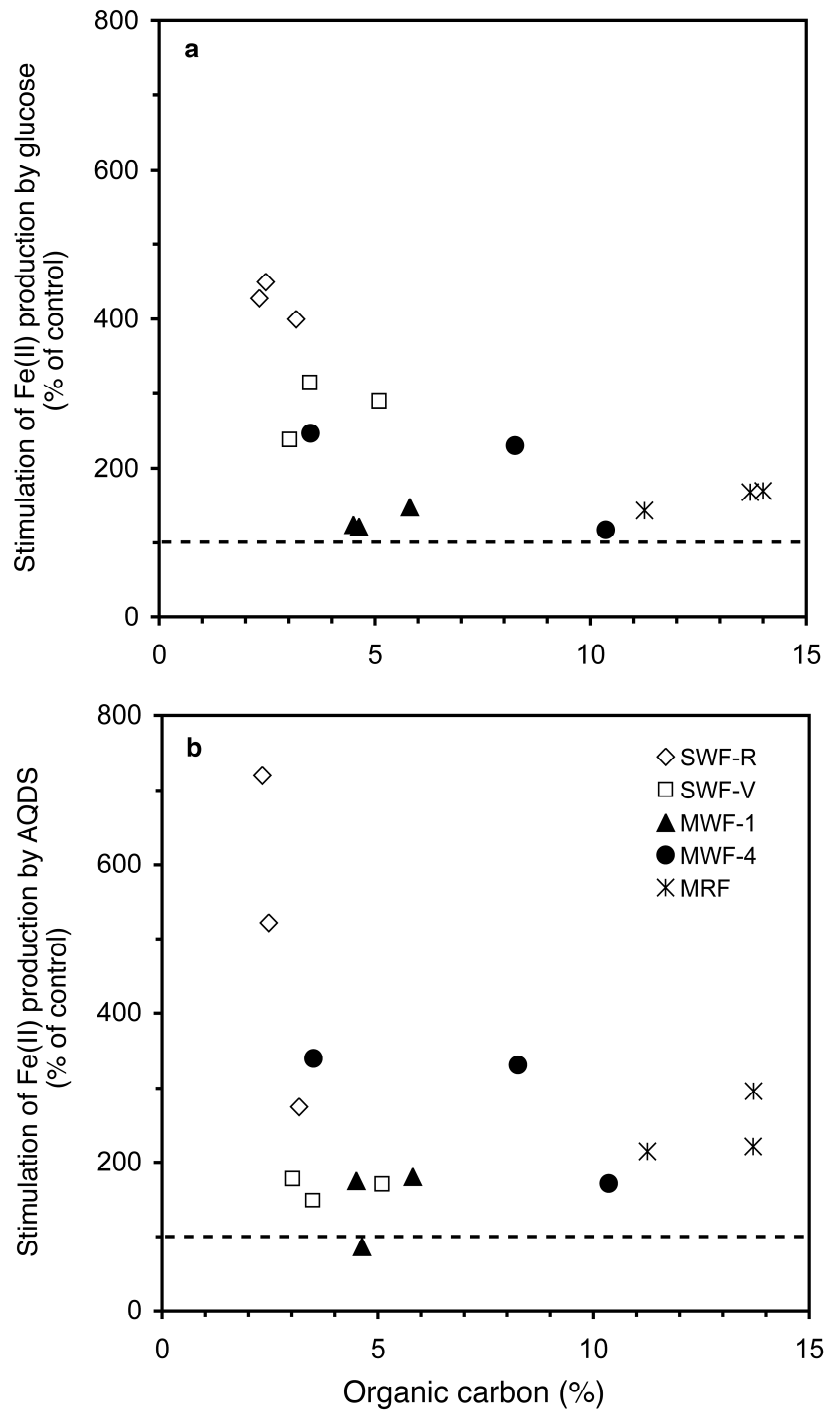 a
Stimulation of Fe(II) production by glucose
(% of control)
800
600
400
200
0
0 5 10 15
b
Stimulation of Fe(II) production by AQDS
(% of control)
800
600
400
200
0
SWF-R
SWF-V
MWF-1
MWF-4
MRF
0 5 10 15
Organic carbon (%)